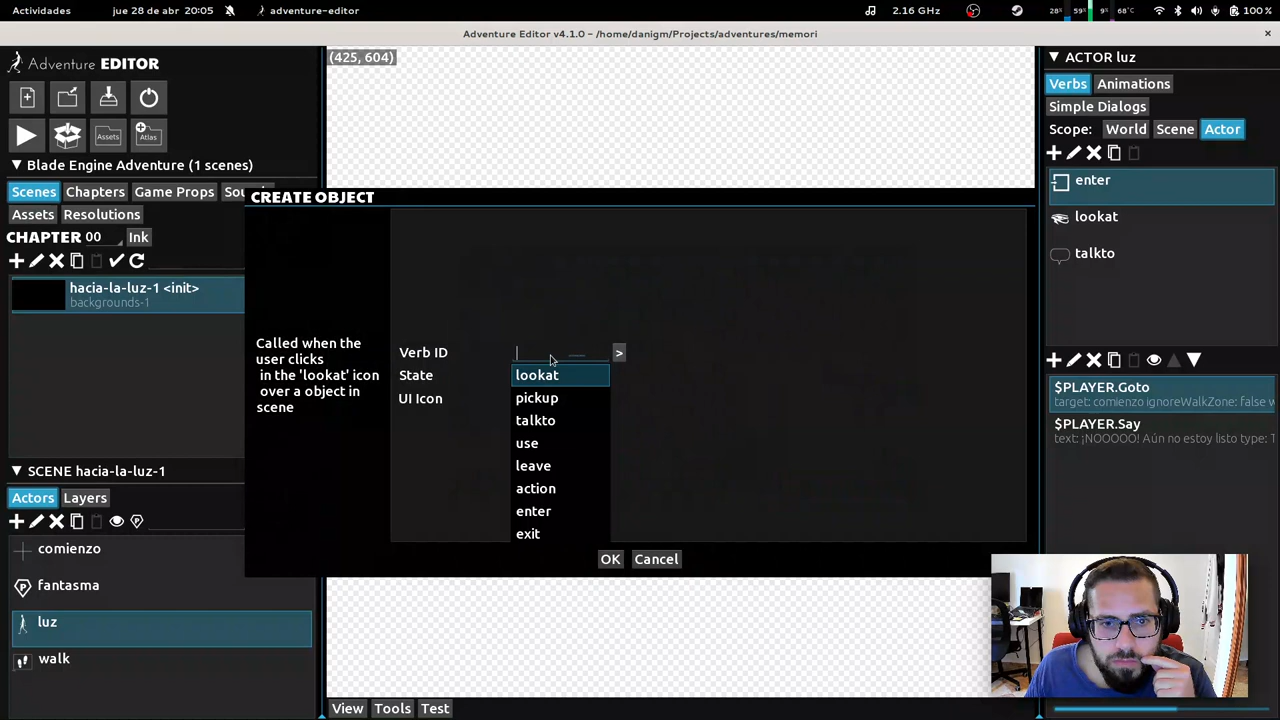 Actividades
jue 28 de abr 20:05
adventure-editor
2.16 GHz
28%
59%
9%
68°C
100 %
Adventure Editor v4.1.0 - /home/danigm/Projects/adventures/memori
×
Adventure EDITOR
Assets
Atlas
Blade Engine Adventure (1 scenes)
Scenes
Chapters
Game Props
Assets
Resolutions
CHAPTER 00
Ink
hacia-la-luz-1 <init>
backgrounds-1
SCENE hacia-la-luz-1
Actors
Layers
comienzo
fantasma
luz
walk
(425, 604)
CREATE OBJECT
Called when the
user clicks
in the 'lookat' icon
over a object in
scene
Verb ID
>
State
UI Icon
lookat
pickup
talkto
use
leave
action
enter
exit
OK
Cancel
View
Tools
Test
ACTOR luz
Verbs
Animations
Simple Dialogs
Scope:
World
Scene
Actor
enter
lookat
talkto
$PLAYER.Goto
target: comienzo ignoreWalkZone: false w
$PLAYER.Say
text: ¡NOOOOO! Aún no estoy listo type: T